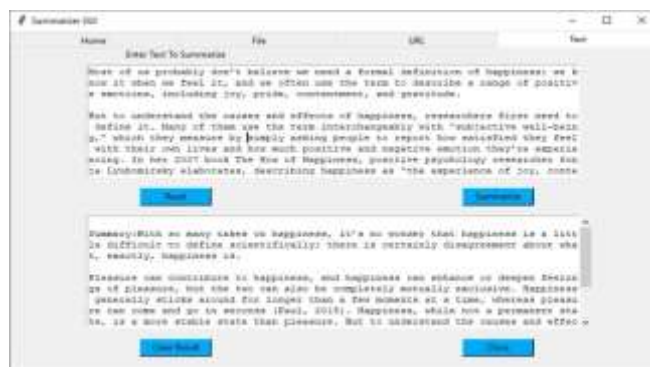 Summarizer GUI
Home File URL Text
Enter Text To Summarize
Most of us probably don't believe we need a formal definition of happiness; we k
now it when we feel it, and we often use the term to describe a range of positiv
e emotions, including joy, pride, contentment, and gratitude.
But to understand the causes and effects of happiness, researchers first need to
define it. Many of them use the term interchangeably with "subjective well-bein
g," which they measure by simply asking people to report how satisfied they feel
with their own lives and how much positive and negative emotion they're experie
ncing. In her 2007 book The How of Happiness, positive psychology researcher Son
ja Lyubomirsky elaborates, describing happiness as "the experience of joy, conte
Reset Summarize
Summary:With so many takes on happiness, it's no wonder that happiness is a litt
le difficult to define scientifically; there is certainly disagreement about wha
t, exactly, happiness is.
Pleasure can contribute to happiness, and happiness can enhance or deepen feelin
gs of pleasure, but the two can also be completely mutually exclusive. Happiness
generally sticks around for longer than a few moments at a time, whereas pleasu
re can come and go in seconds (Paul, 2015). Happiness, while not a permanent sta
te, is a more stable state than pleasure. But to understand the causes and effec
Clear Result Close